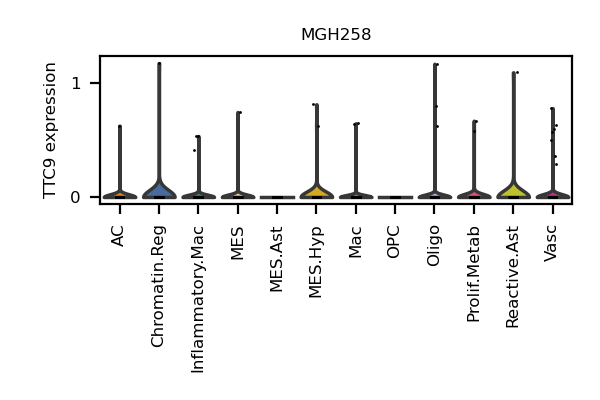 MGH258
TTC9 expression
1
0
AC
Chromatin.Reg
Inflammatory.Mac
MES
MES.Ast
MES.Hyp
Mac
OPC
Oligo
Prolif.Metab
Reactive.Ast
Vasc